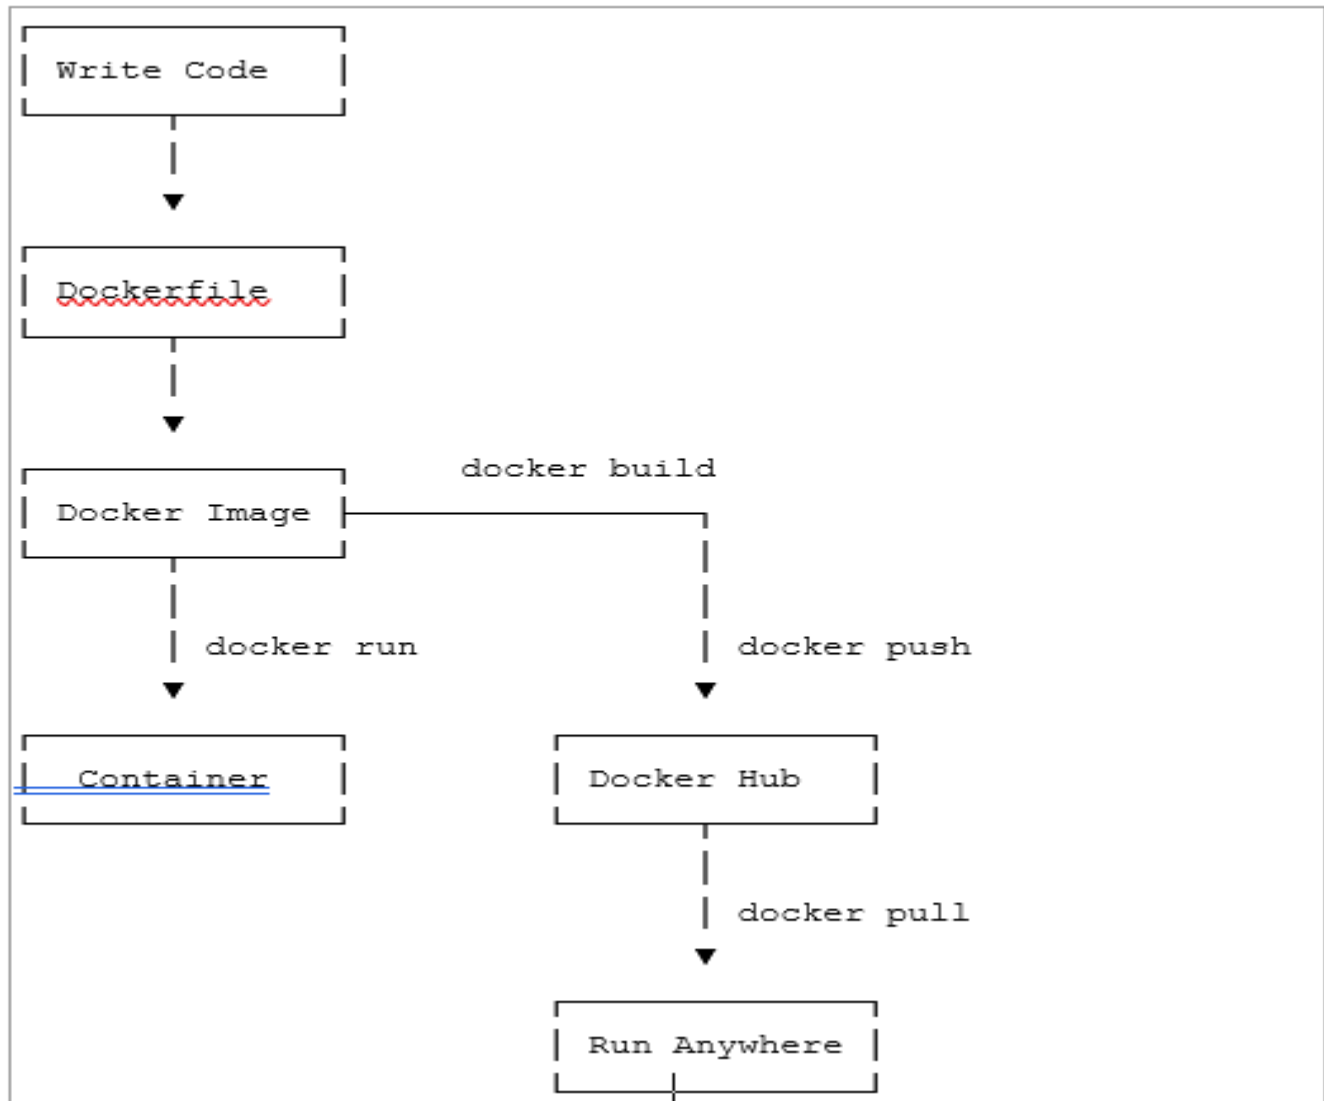 Write Code
Dockerfile
docker build
Docker Image
docker run
docker push
Container
Docker Hub
docker pull
Run Anywhere